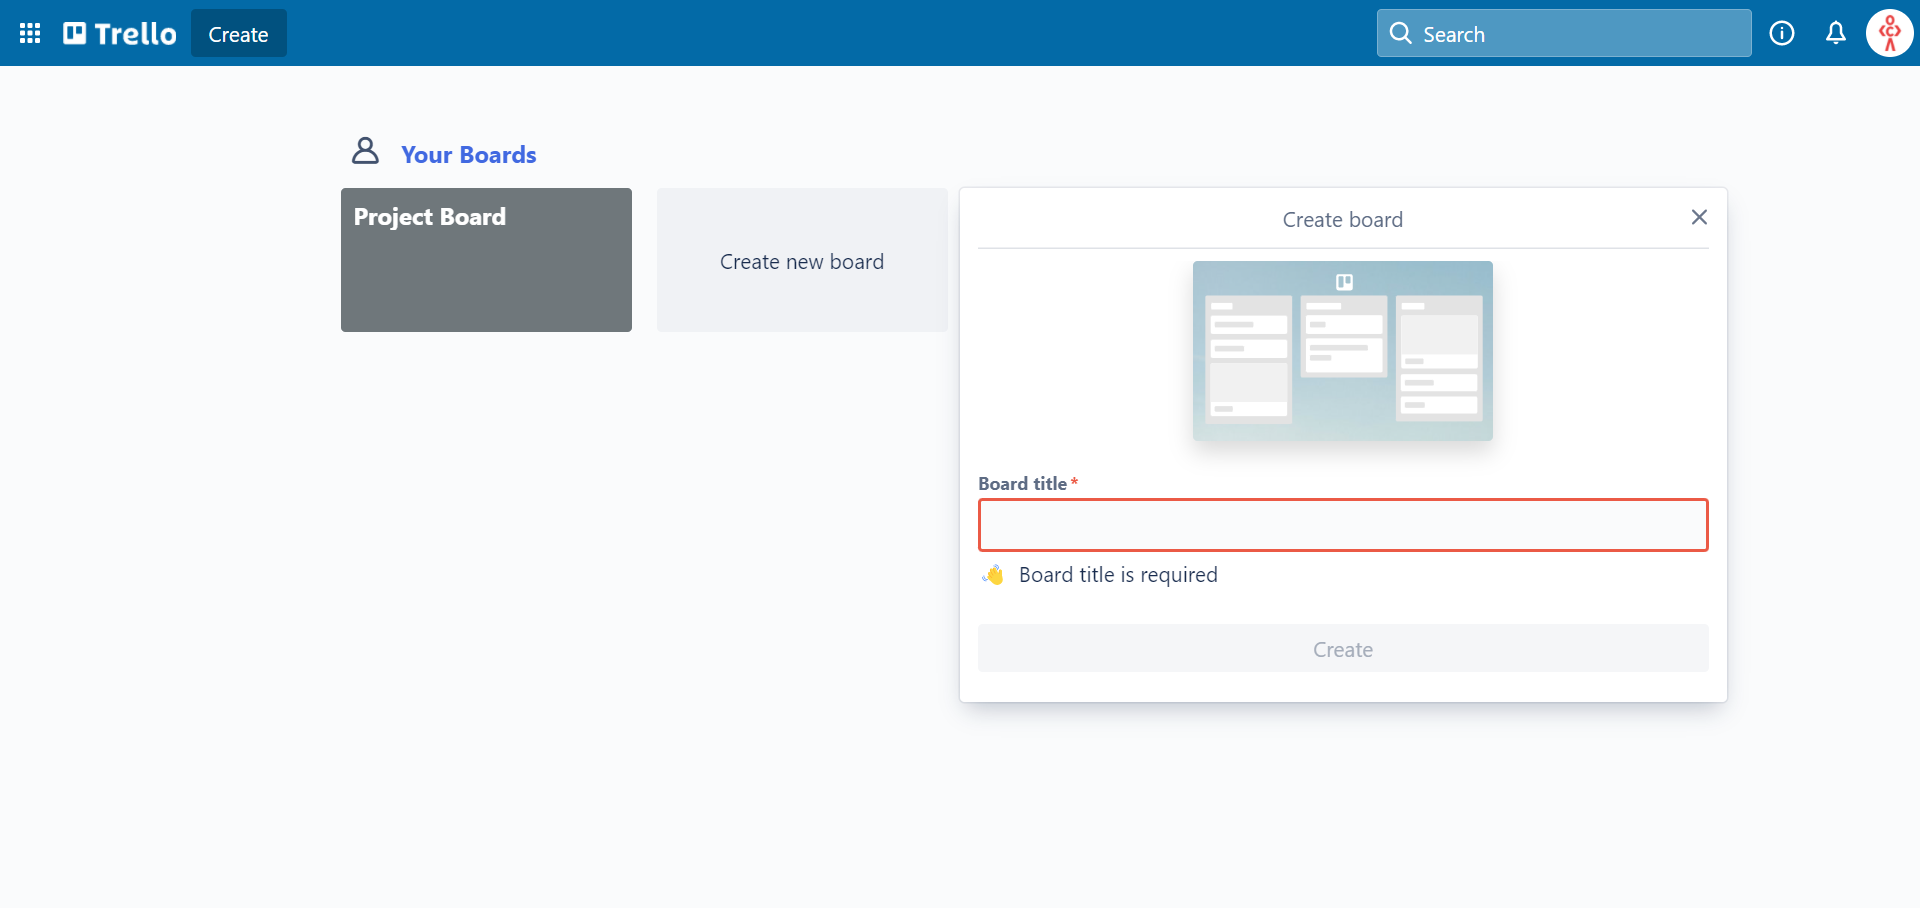 Trello
Create
Search
Your Boards
Project Board
Create new board
Create board
Board title*
Board title is required
Create